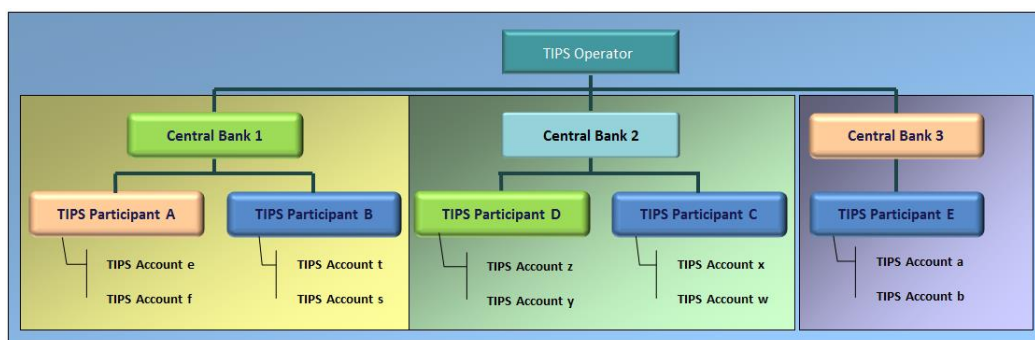 TIPS Operator
Central Bank 1
Central Bank 2
Central Bank 3
TIPS Participant A
TIPS Participant B
TIPS Participant D
TIPS Participant C
TIPS Participant E
TIPS Account e
TIPS Account f
TIPS Account t
TIPS Account s
TIPS Account z
TIPS Account y
TIPS Account x
TIPS Account w
TIPS Account a
TIPS Account b